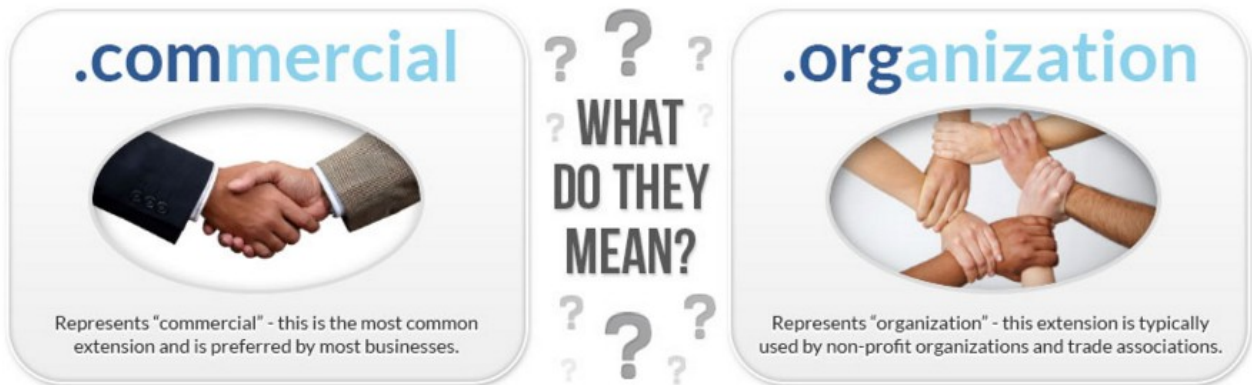 .commercial
Represents “commercial” - this is the most common
extension and is preferred by most businesses.
? ? ?
? WHAT ?
DO THEY
MEAN?
? ? ?
? ?
.organization
Represents “organization” - this extension is typically
used by non-profit organizations and trade associations.